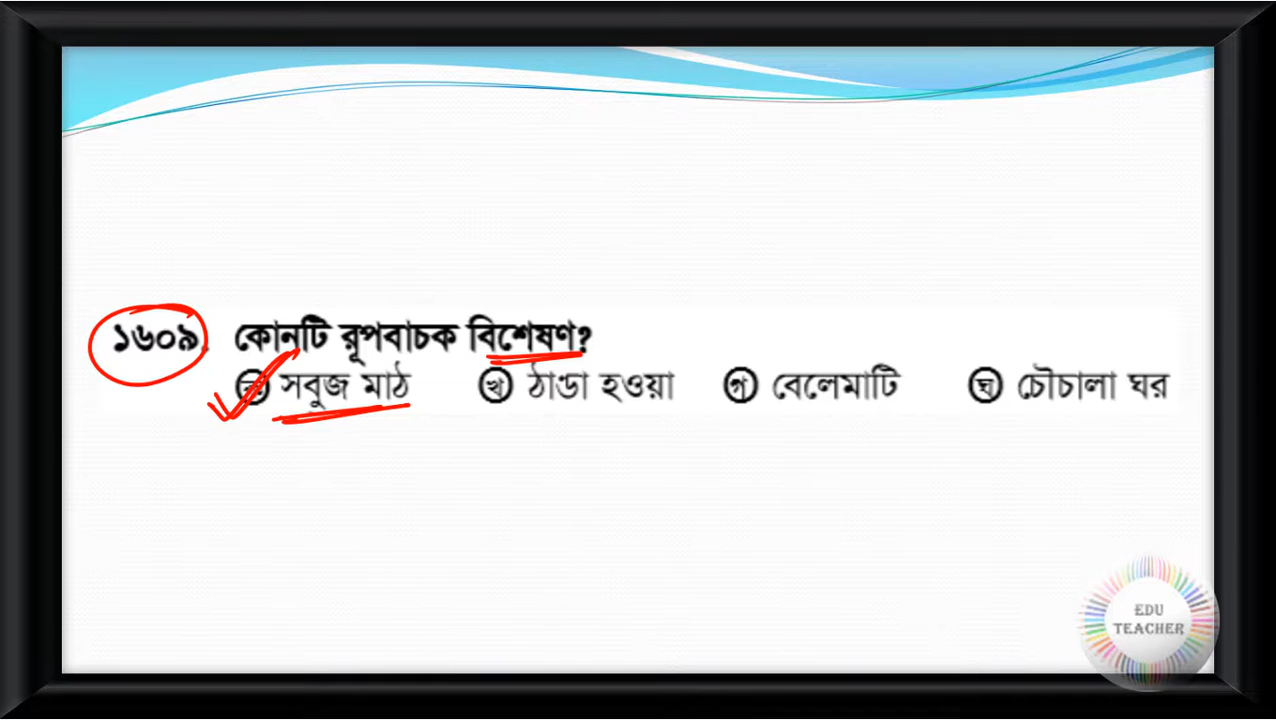 ১৬০৯. কোনটি রূপবাচক বিশেষণ?
ক সবুজ মাঠ খ ঠাণ্ডা হওয়া গ বেলেমাটি ঘ চৌচালা ঘর
EDU
TEACHER